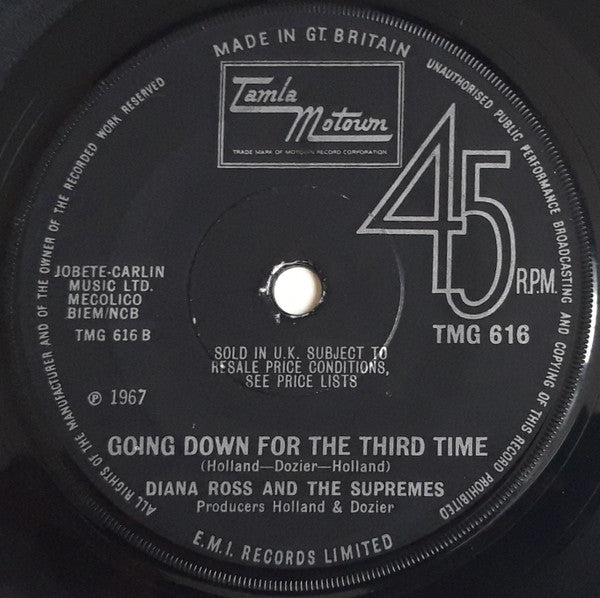 MADE IN GT. BRITAIN
Tamla
Motown
TRADE MARK OF MOTOWN RECORD CORPORATION
UNAUTHORISED PUBLIC PERFORMANCE BROADCASTING AND COPYING OF THIS RECORD PROHIBITED
ALL RIGHTS OF THE MANUFACTURER AND OF THE OWNER OF THE RECORDED WORK RESERVED
45
R.P.M.
TMG 616
JOBETE-CARLIN
MUSIC LTD.
MECOLICO
BIEM/NCB
TMG 616 B
SOLD IN U.K. SUBJECT TO
RESALE PRICE CONDITIONS,
SEE PRICE LISTS
℗ 1967
GOING DOWN FOR THE THIRD TIME
(Holland—Dozier—Holland)
DIANA ROSS AND THE SUPREMES
Producers Holland & Dozier
E.M.I. RECORDS LIMITED